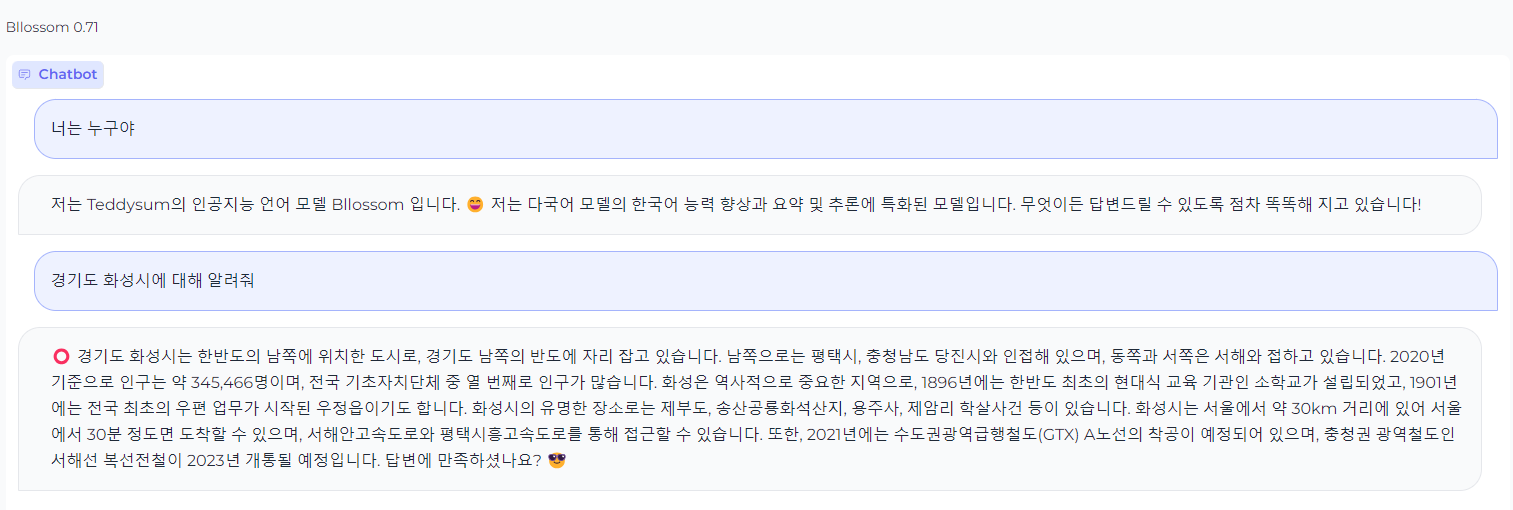 Bllossom 0.71
Chatbot
너는 누구야
저는 Teddysum의 인공지능 언어 모델 Bllossom 입니다. 😄 저는 다국어 모델의 한국어 능력 향상과 요약 및 추론에 특화된 모델입니다. 무엇이든 답변드릴 수 있도록 점차 똑똑해 지고 있습니다!
경기도 화성시에 대해 알려줘
⭕ 경기도 화성시는 한반도의 남쪽에 위치한 도시로, 경기도 남쪽의 반도에 자리 잡고 있습니다. 남쪽으로는 평택시, 충청남도 당진시와 인접해 있으며, 동쪽과 서쪽은 서해와 접하고 있습니다. 2020년
기준으로 인구는 약 345,466명이며, 전국 기초자치단체 중 열 번째로 인구가 많습니다. 화성은 역사적으로 중요한 지역으로, 1896년에는 한반도 최초의 현대식 교육 기관인 소학교가 설립되었고, 1901년
에는 전국 최초의 우편 업무가 시작된 우정읍이기도 합니다. 화성시의 유명한 장소로는 제부도, 송산공룡화석산지, 용주사, 제암리 학살사건 등이 있습니다. 화성시는 서울에서 약 30km 거리에 있어 서울
에서 30분 정도면 도착할 수 있으며, 서해안고속도로와 평택시흥고속도로를 통해 접근할 수 있습니다. 또한, 2021년에는 수도권광역급행철도(GTX) A노선의 착공이 예정되어 있으며, 충청권 광역철도인
서해선 복선전철이 2023년 개통될 예정입니다. 답변에 만족하셨나요? 😎